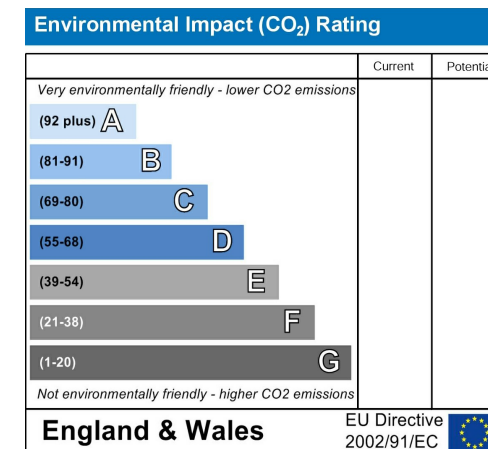 Environmental Impact (CO₂) Rating
Current Potentia
Very environmentally friendly - lower CO2 emissions
(92 plus) A
(81-91) B
(69-80) C
(55-68) D
(39-54) E
(21-38) F
(1-20) G
Not environmentally friendly - higher CO2 emissions
England & Wales
EU Directive
2002/91/EC